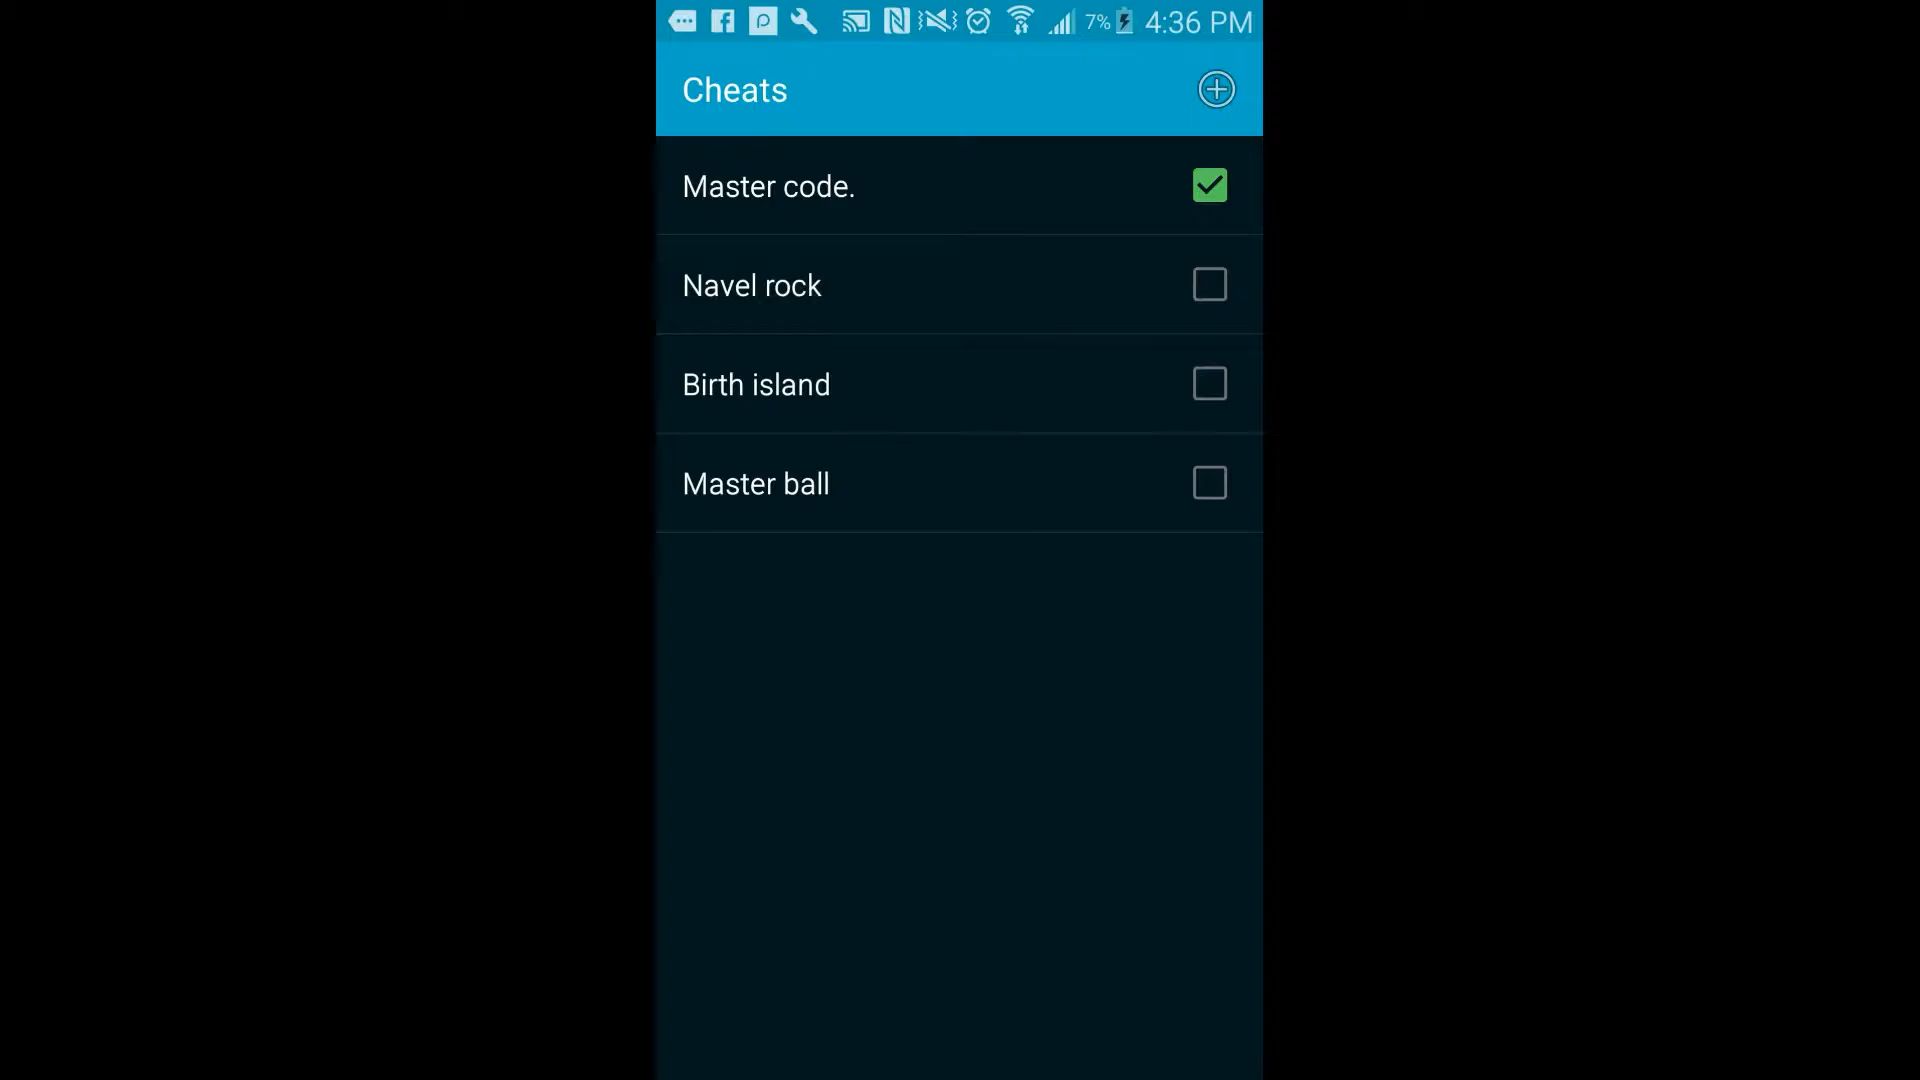 7% 4:36 PM
Cheats
Master code.
Navel rock
Birth island
Master ball